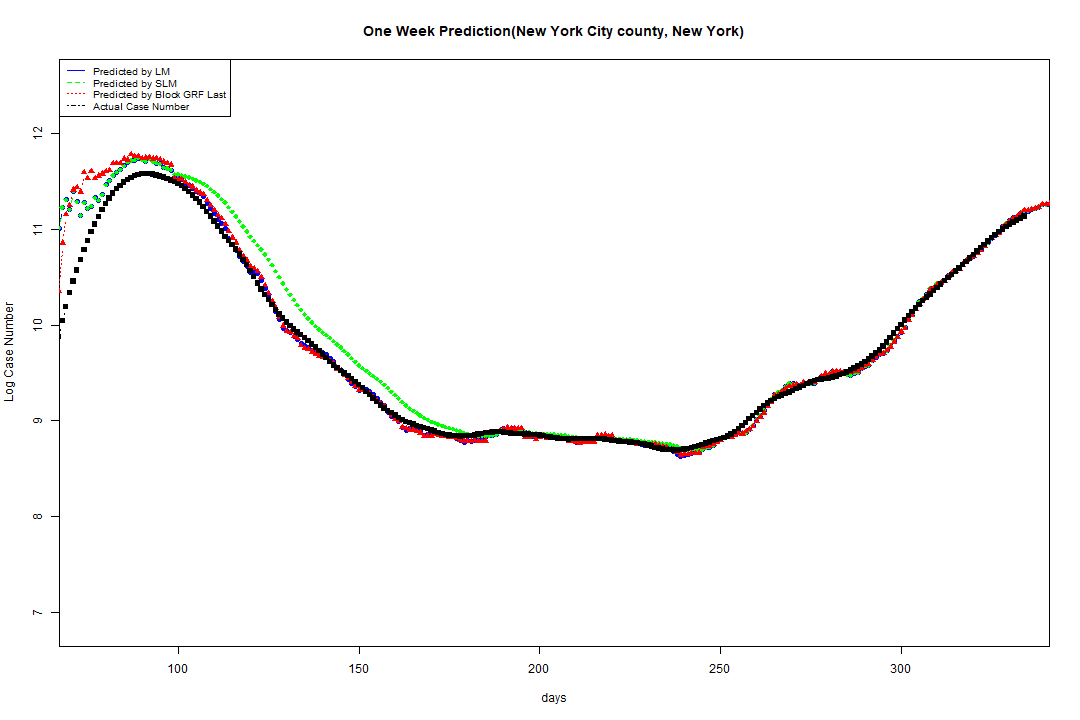 One Week Prediction(New York City county, New York)
Predicted by LM
Predicted by SLM
Predicted by Block GRF Last
Actual Case Number
12
11
10
9
8
7
Log Case Number
100 150 200 250 300
days